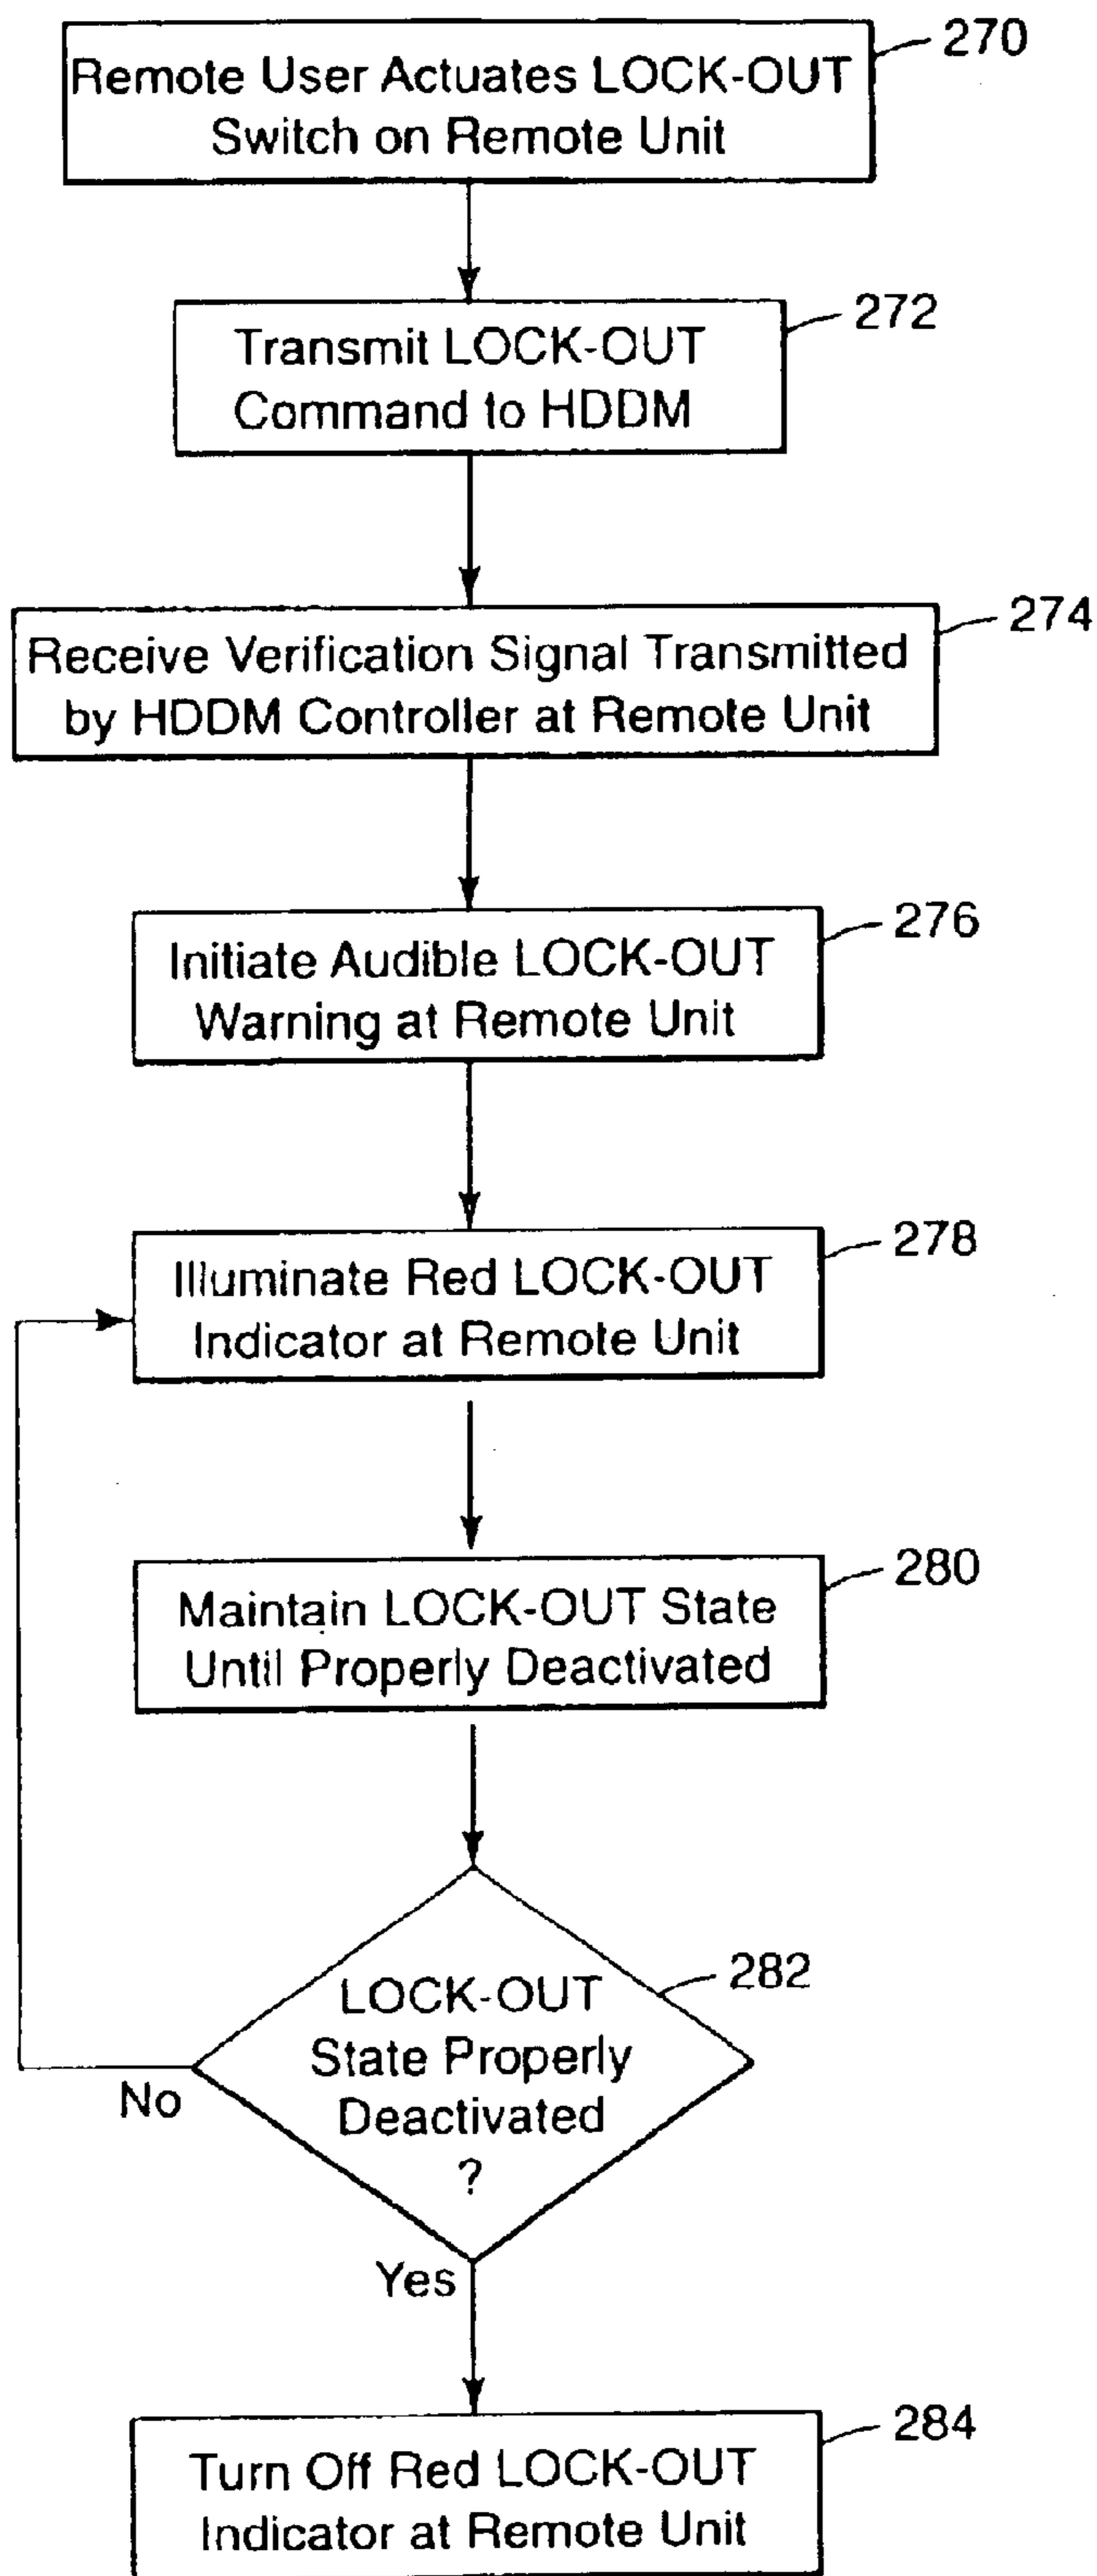 Remote User Actuates LOCK-OUT
Switch on Remote Unit
270
Transmit LOCK-OUT
Command to HDDM
272
Receive Verification Signal Transmitted
by HDDM Controller at Remote Unit
274
Initiate Audible LOCK-OUT
Warning at Remote Unit
276
Illuminate Red LOCK-OUT
Indicator at Remote Unit
278
Maintain LOCK-OUT State
Until Properly Deactivated
280
LOCK-OUT
State Properly
Deactivated
?
282
No
Yes
Turn Off Red LOCK-OUT
Indicator at Remote Unit
284